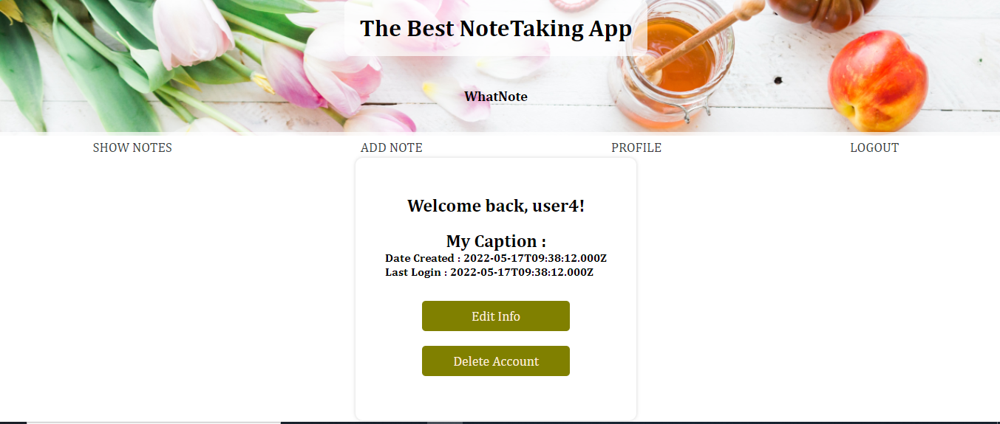 The Best NoteTaking App
WhatNote
SHOW NOTES ADD NOTE PROFILE LOGOUT
Welcome back, user4!
My Caption :
Date Created : 2022-05-17T09:38:12.000Z
Last Login : 2022-05-17T09:38:12.000Z
Edit Info
Delete Account